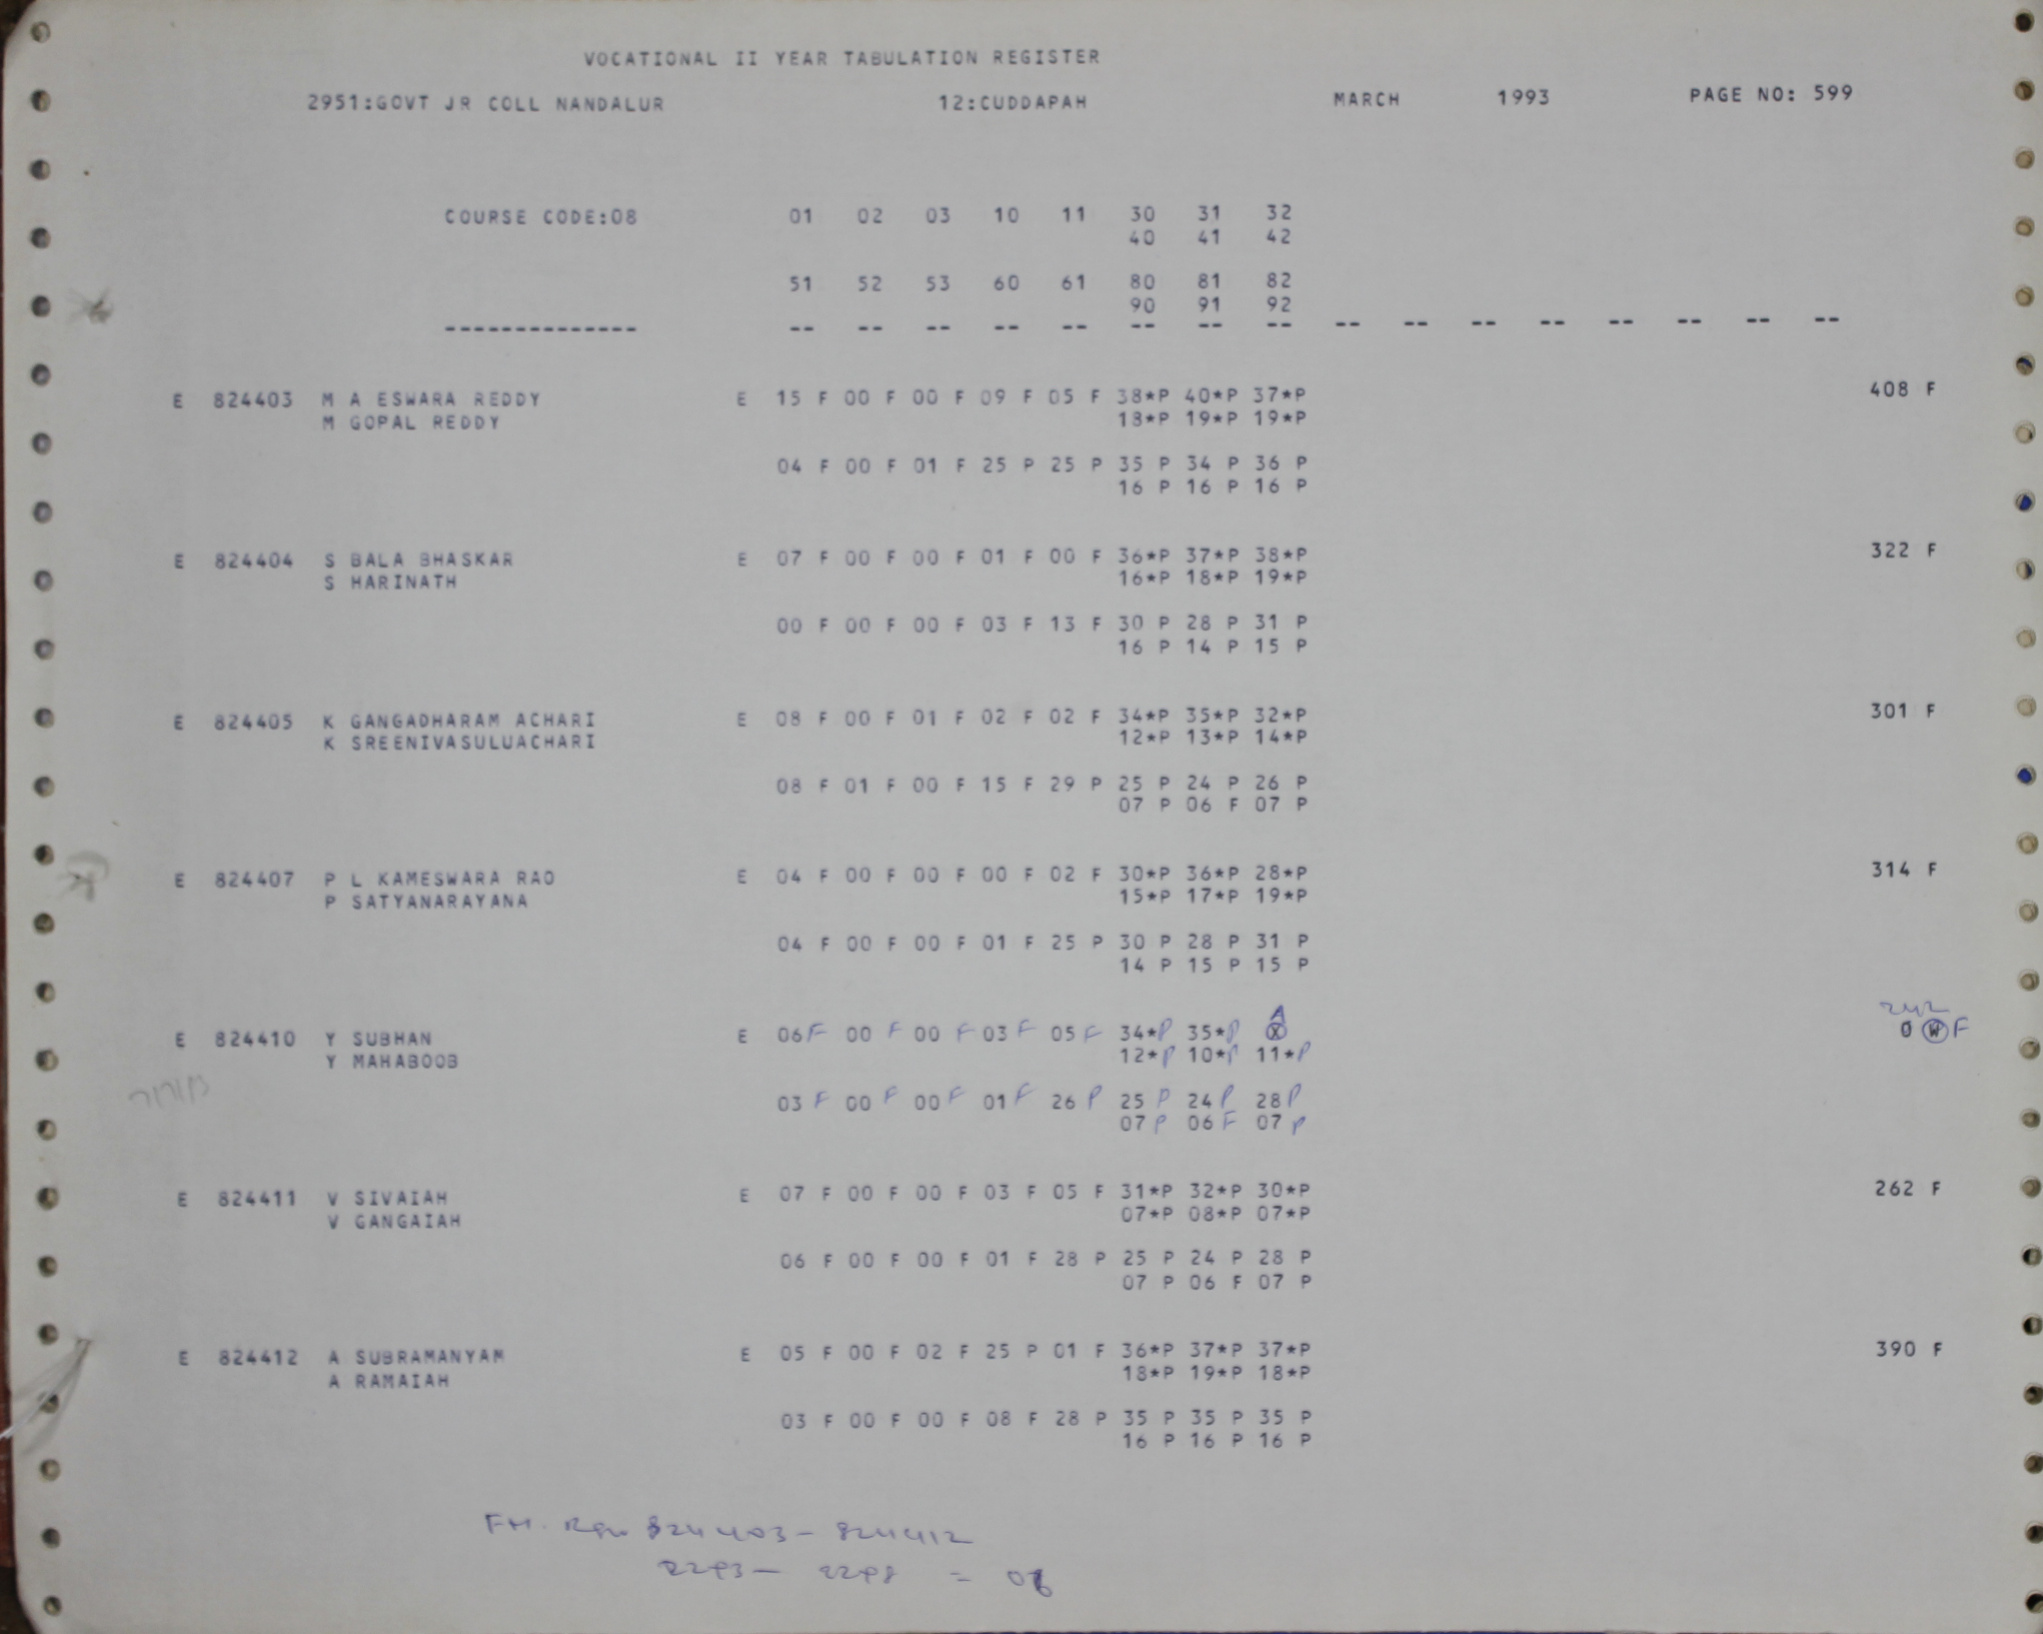 VOCATIONAL II YEAR TABULATION REGISTER
2951:GOVT JR COLL NANDALUR 12:CUDDAPAH MARCH 1993 PAGE NO: 599
COURSE CODE:08 01 02 03 10 11 30 31 32
40 41 42
51 52 53 60 61 80 81 82
90 91 92
-------------- -- -- -- -- -- -- -- -- -- -- -- -- -- -- -- --
E 824403 M A ESWARA REDDY E 15 F 00 F 00 F 09 F 05 F 38*P 40*P 37*P 408 F
M GOPAL REDDY 18*P 19*P 19*P
04 F 00 F 01 F 25 P 25 P 35 P 34 P 36 P
16 P 16 P 16 P
E 824404 S BALA BHASKAR E 07 F 00 F 00 F 01 F 00 F 36*P 37*P 38*P 322 F
S HARINATH 16*P 18*P 19*P
00 F 00 F 00 F 03 F 13 F 30 P 28 P 31 P
16 P 14 P 15 P
E 824405 K GANGADHARAM ACHARI E 08 F 00 F 01 F 02 F 02 F 34*P 35*P 32*P 301 F
K SREENIVASULUACHARI 12*P 13*P 14*P
08 F 01 F 00 F 15 F 29 P 25 P 24 P 26 P
07 P 06 F 07 P
E 824407 P L KAMESWARA RAO E 04 F 00 F 00 F 00 F 02 F 30*P 36*P 28*P 314 F
P SATYANARAYANA 15*P 17*P 19*P
04 F 00 F 00 F 01 F 25 P 30 P 28 P 31 P
14 P 15 P 15 P
A 242
E 824410 Y SUBHAN E 06 F 00 F 00 F 03 F 05 F 34*P 35*P X 0 W F
Y MAHABOOB 12*P 10*P 11*P
03 F 00 F 00 F 01 F 26 P 25 P 24 P 28 P
07 P 06 F 07 P
E 824411 V SIVAIAH E 07 F 00 F 00 F 03 F 05 F 31*P 32*P 30*P 262 F
V GANGAIAH 07*P 08*P 07*P
06 F 00 F 00 F 01 F 28 P 25 P 24 P 28 P
07 P 06 F 07 P
E 824412 A SUBRAMANYAM E 05 F 00 F 02 F 25 P 01 F 36*P 37*P 37*P 390 F
A RAMAIAH 18*P 19*P 18*P
03 F 00 F 00 F 08 F 28 P 35 P 35 P 35 P
16 P 16 P 16 P
824403 - 824412
= 06